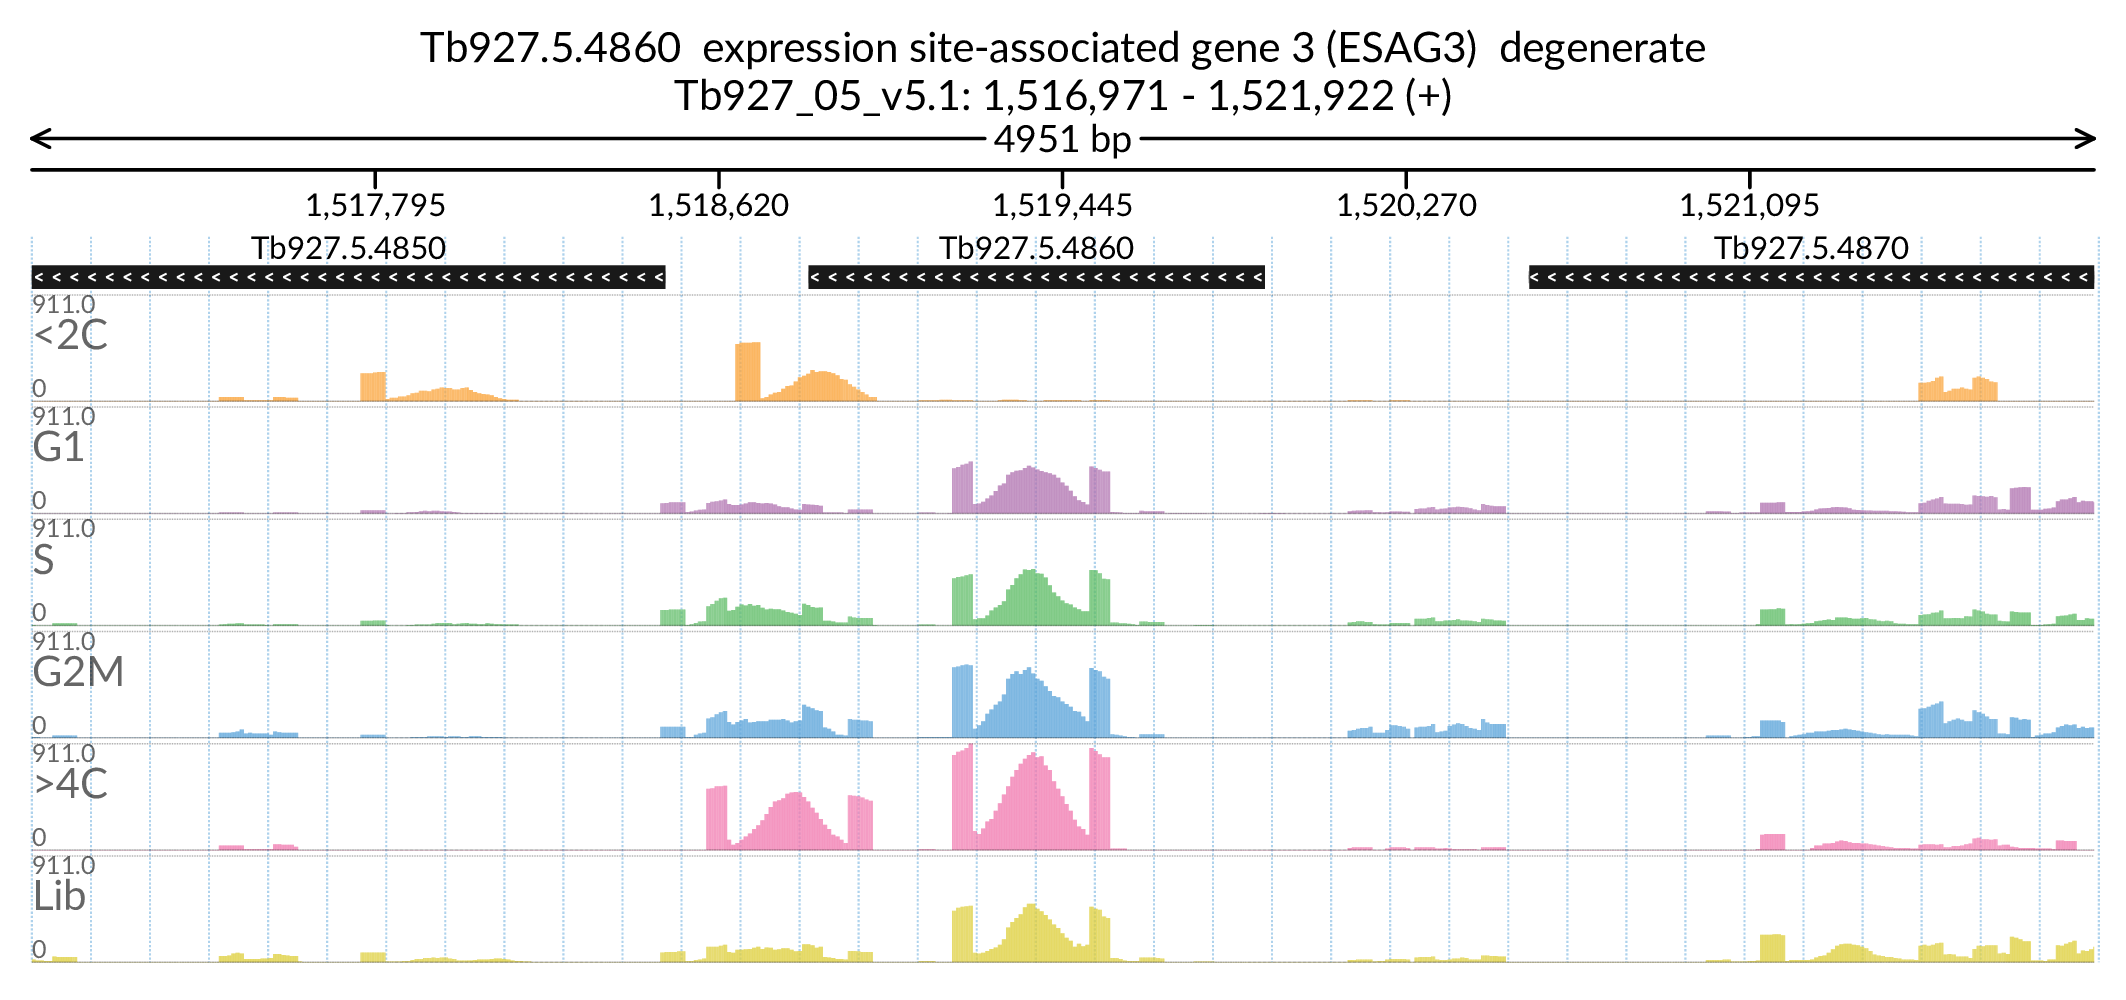 Tb927.5.4860  expression site-associated gene 3 (ESAG3)  degenerate
Tb927_05_v5.1: 1,516,971 - 1,521,922 (+)
4951 bp
1,517,795 1,518,620 1,519,445 1,520,270 1,521,095
Tb927.5.4850 Tb927.5.4860 Tb927.5.4870
911.0
<2C
0
911.0
G1
0
911.0
S
0
911.0
G2M
0
911.0
>4C
0
911.0
Lib
0